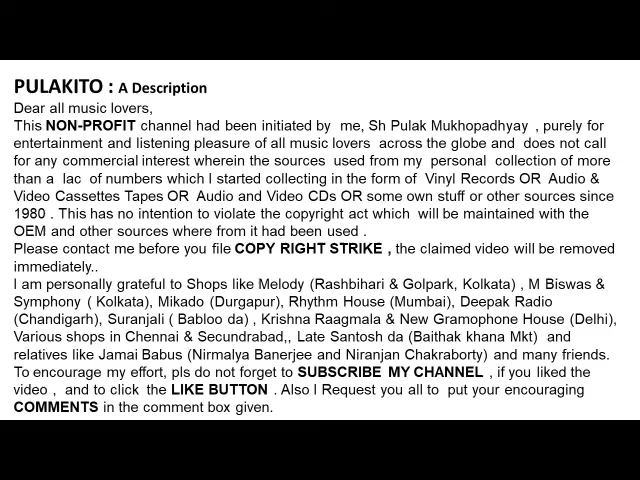 PULAKITO : A Description
Dear all music lovers,
This NON-PROFIT channel had been initiated by me, Sh Pulak Mukhopadhyay , purely for
entertainment and listening pleasure of all music lovers across the globe and does not call
for any commercial interest wherein the sources used from my personal collection of more
than a lac of numbers which I started collecting in the form of Vinyl Records OR Audio &
Video Cassettes Tapes OR Audio and Video CDs OR some own stuff or other sources since
1980 . This has no intention to violate the copyright act which will be maintained with the
OEM and other sources where from it had been used .
Please contact me before you file COPY RIGHT STRIKE , the claimed video will be removed
immediately..
I am personally grateful to Shops like Melody (Rashbihari & Golpark, Kolkata) , M Biswas &
Symphony ( Kolkata), Mikado (Durgapur), Rhythm House (Mumbai), Deepak Radio
(Chandigarh), Suranjali ( Babloo da) , Krishna Raagmala & New Gramophone House (Delhi),
Various shops in Chennai & Secundrabad,, Late Santosh da (Baithak khana Mkt) and
relatives like Jamai Babus (Nirmalya Banerjee and Niranjan Chakraborty) and many friends.
To encourage my effort, pls do not forget to SUBSCRIBE MY CHANNEL , if you liked the
video , and to click the LIKE BUTTON . Also I Request you all to put your encouraging
COMMENTS in the comment box given.